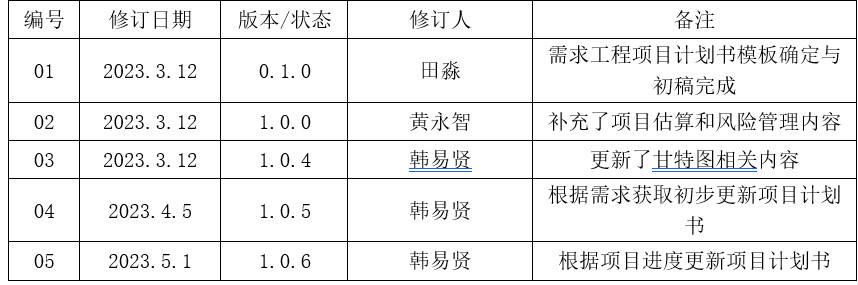 编号 修订日期 版本/状态 修订人 备注
01 2023.3.12 0.1.0 田淼 需求工程项目计划书模板确定与
初稿完成
02 2023.3.12 1.0.0 黄永智 补充了项目估算和风险管理内容
03 2023.3.12 1.0.4 韩易贤 更新了甘特图相关内容
04 2023.4.5 1.0.5 韩易贤 根据需求获取初步更新项目计划
书
05 2023.5.1 1.0.6 韩易贤 根据项目进度更新项目计划书